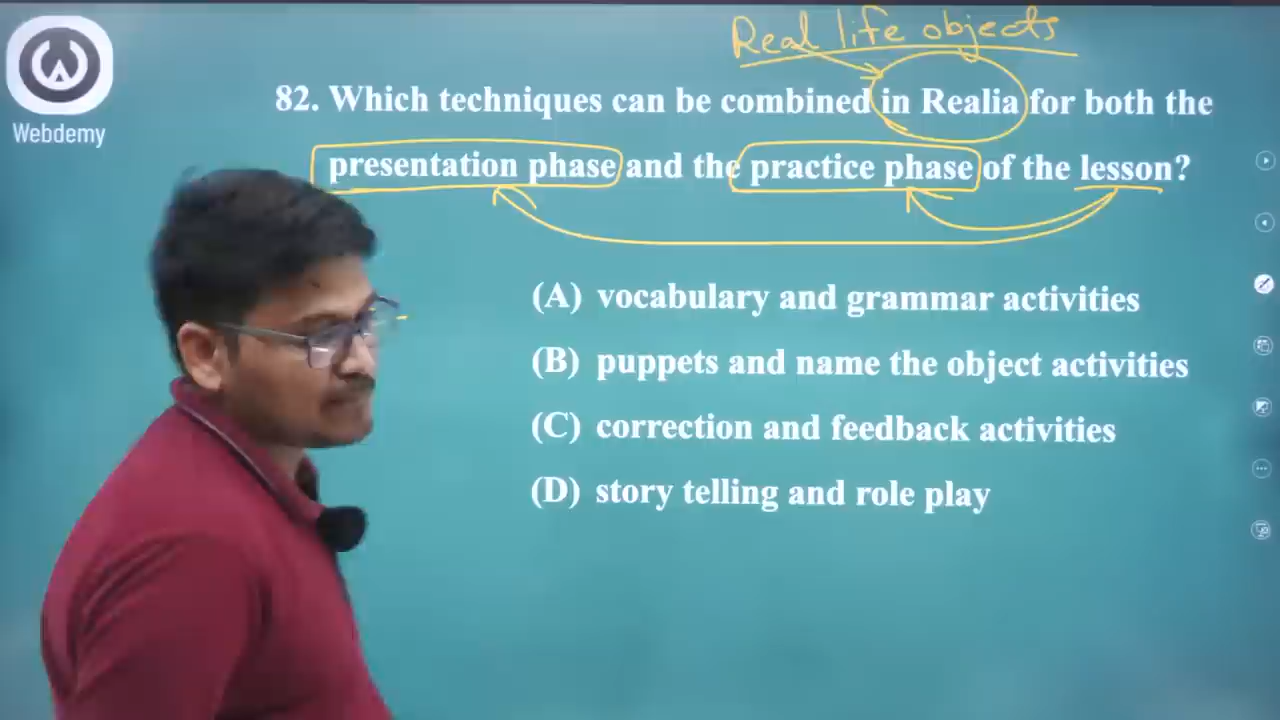 Real life objects
82. Which techniques can be combined in Realia for both the
presentation phase and the practice phase of the lesson?
(A) vocabulary and grammar activities
(B) puppets and name the object activities
(C) correction and feedback activities
(D) story telling and role play
Webdemy